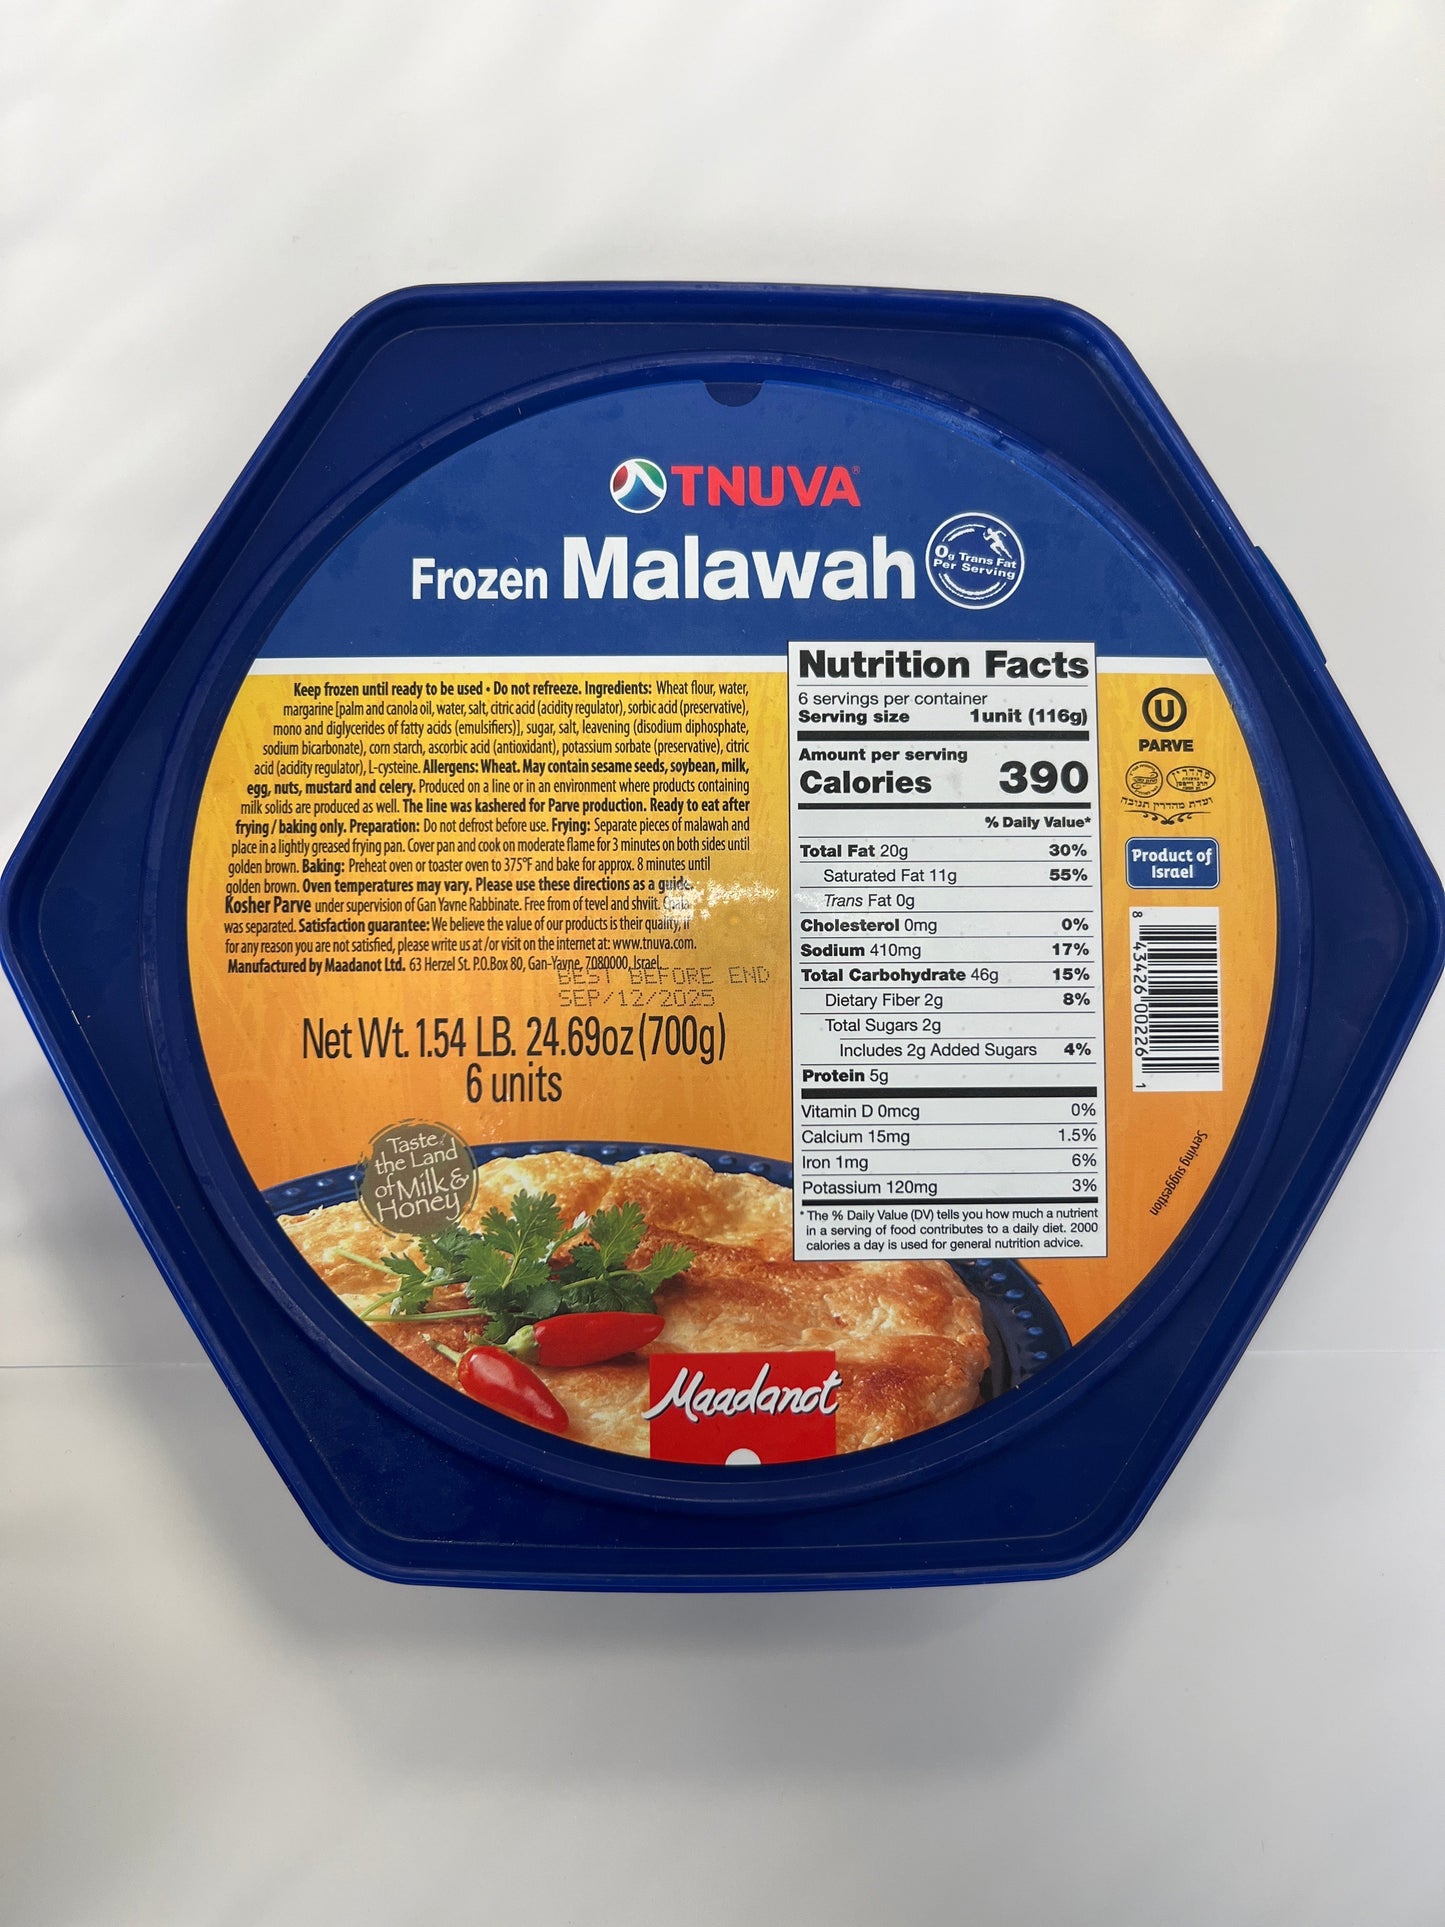 TNUVA®
Frozen Malawah
0g Trans Fat
Per Serving
Keep frozen until ready to be used • Do not refreeze. Ingredients: Wheat flour, water,
margarine [palm and canola oil, water, salt, citric acid (acidity regulator), sorbic acid (preservative),
mono and diglycerides of fatty acids (emulsifiers)], sugar, salt, leavening (disodium diphosphate,
sodium bicarbonate), corn starch, ascorbic acid (antioxidant), potassium sorbate (preservative), citric
acid (acidity regulator), L-cysteine. Allergens: Wheat. May contain sesame seeds, soybean, milk,
egg, nuts, mustard and celery. Produced on a line or in an environment where products containing
milk solids are produced as well. The line was kashered for Parve production. Ready to eat after
frying / baking only. Preparation: Do not defrost before use. Frying: Separate pieces of malawah and
place in a lightly greased frying pan. Cover pan and cook on moderate flame for 3 minutes on both sides until
golden brown. Baking: Preheat oven or toaster oven to 375°F and bake for approx. 8 minutes until
golden brown. Oven temperatures may vary. Please use these directions as a guide.
Kosher Parve under supervision of Gan Yavne Rabbinate. Free from of tevel and shviit.
was separated. Satisfaction guarantee: We believe the value of our products is their quality, if
for any reason you are not satisfied, please write us at /or visit on the internet at: www.tnuva.com.
Manufactured by Maadanot Ltd. 63 Herzel St. P.O.Box 80, Gan-Yavne, 7080000, Israel.
BEST BEFORE END
SEP/12/2025
Net Wt. 1.54 LB. 24.69oz (700g)
6 units
Taste
the Land
of Milk &
Honey
Maadanot
Nutrition Facts
6 servings per container
Serving size 1unit (116g)
Amount per serving
Calories 390
% Daily Value*
Total Fat 20g 30%
Saturated Fat 11g 55%
Trans Fat 0g
Cholesterol 0mg 0%
Sodium 410mg 17%
Total Carbohydrate 46g 15%
Dietary Fiber 2g 8%
Total Sugars 2g
Includes 2g Added Sugars 4%
Protein 5g
Vitamin D 0mcg 0%
Calcium 15mg 1.5%
Iron 1mg 6%
Potassium 120mg 3%
* The % Daily Value (DV) tells you how much a nutrient
in a serving of food contributes to a daily diet. 2000
calories a day is used for general nutrition advice.
U
PARVE
מהדרין
ועדת מהדרין תנובה
Product of
Israel
8 43426 00226 1
Serving suggestion